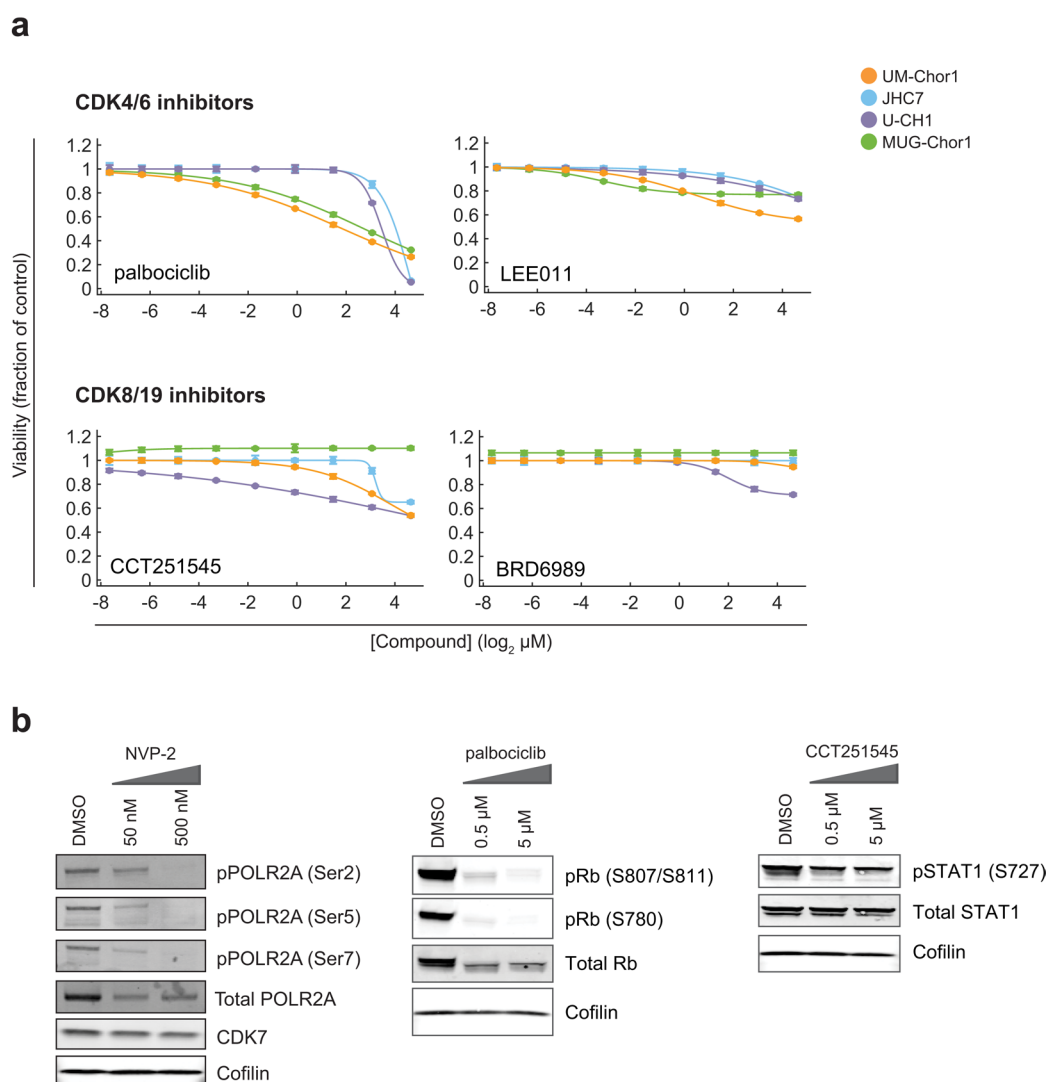 a
UM-Chor1
JHC7
U-CH1
MUG-Chor1
CDK4/6 inhibitors
Viability (fraction of control)
1.2
1
0.8
0.6
0.4
0.2
0
palbociclib
-8 -6 -4 -2 0 2 4
1.2
1
0.8
0.6
0.4
0.2
0
LEE011
-8 -6 -4 -2 0 2 4
CDK8/19 inhibitors
1.2
1
0.8
0.6
0.4
0.2
0
CCT251545
-8 -6 -4 -2 0 2 4
1.2
1
0.8
0.6
0.4
0.2
0
BRD6989
-8 -6 -4 -2 0 2 4
[Compound] (log2 µM)
b
NVP-2
DMSO
50 nM
500 nM
pPOLR2A (Ser2)
pPOLR2A (Ser5)
pPOLR2A (Ser7)
Total POLR2A
CDK7
Cofilin
palbociclib
DMSO
0.5 µM
5 µM
pRb (S807/S811)
pRb (S780)
Total Rb
Cofilin
CCT251545
DMSO
0.5 µM
5 µM
pSTAT1 (S727)
Total STAT1
Cofilin